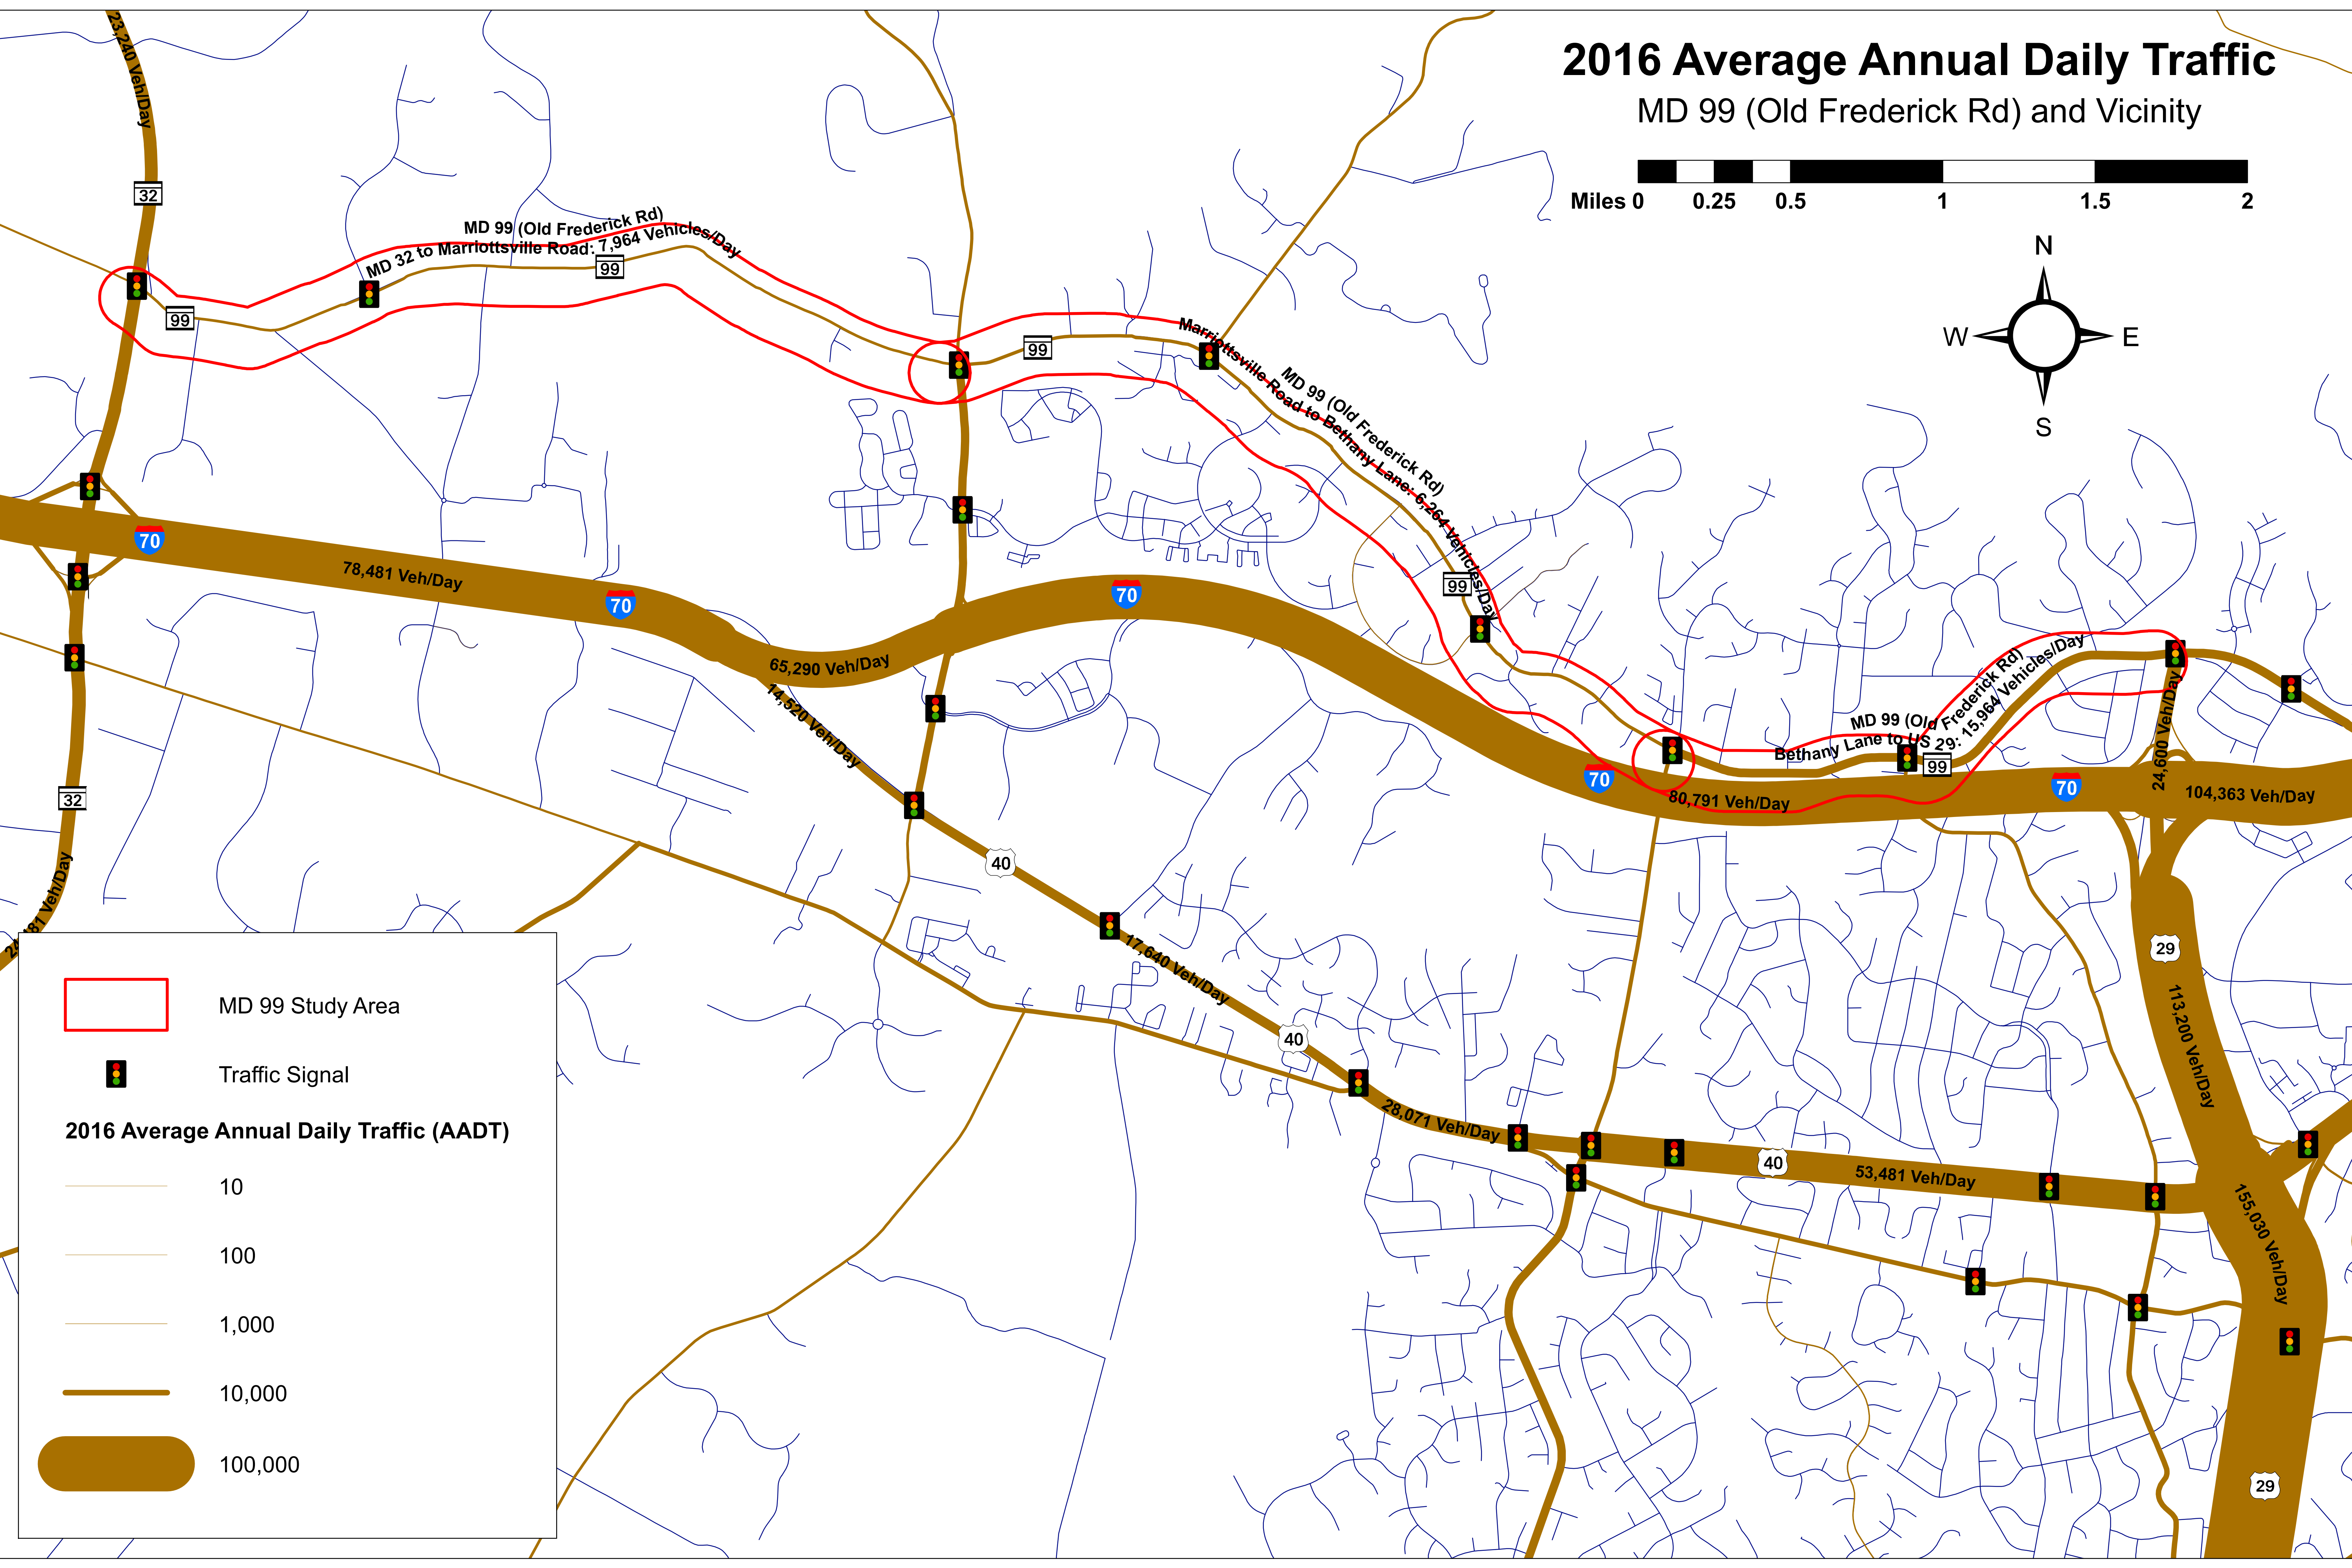 2016 Average Annual Daily Traffic
MD 99 (Old Frederick Rd) and Vicinity
Miles 0 0.25 0.5 1 1.5 2
N
W E
S
23,240 Veh/Day
32
MD 99 (Old Frederick Rd)
MD 32 to Marriottsville Road: 7,964 Vehicles/Day
99
99
99
MD 99 (Old Frederick Rd)
Marriottsville Road to Bethany Lane: 6,264 Vehicles/Day
99
70
78,481 Veh/Day
70
70
65,290 Veh/Day
14,520 Veh/Day
MD 99 (Old Frederick Rd)
Bethany Lane to US 29: 15,964 Vehicles/Day
99
24,600 Veh/Day
70
80,791 Veh/Day
70
104,363 Veh/Day
32
Veh/Day
40
17,640 Veh/Day
40
28,071 Veh/Day
40
53,481 Veh/Day
29
113,200 Veh/Day
155,030 Veh/Day
29
MD 99 Study Area
Traffic Signal
2016 Average Annual Daily Traffic (AADT)
10
100
1,000
10,000
100,000